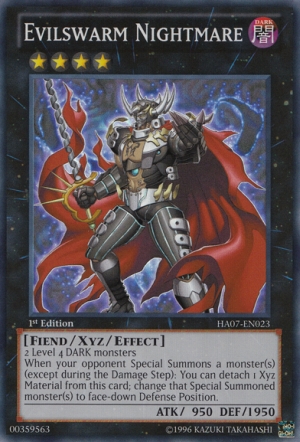 Evilswarm Nightmare
DARK
闇
1st Edition
HA07-EN023
[Fiend/Xyz/Effect]
2 Level 4 DARK monsters
When your opponent Special Summons a monster(s)
(except during the Damage Step): You can detach 1 Xyz
Material from this card; change that Special Summoned
monster(s) to face-down Defense Position.
ATK/ 950 DEF/1950
00359563
©1996 KAZUKI TAKAHASHI